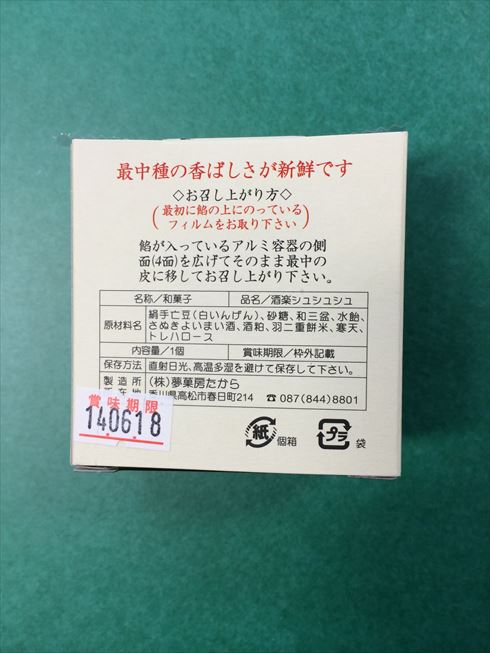 最中種の香ばしさが新鮮です
◇お召し上がり方◇
(最初に餡の上にのっている
フィルムをお取り下さい)
餡が入っているアルミ容器の側
面(4面)を広げてそのまま最中の
皮に移してお召し上がり下さい。
名称/和菓子 品名/酒楽シュシュシュ
原材料名 絹手亡豆(白いんげん)、砂糖、和三盆、水飴、
さぬきよいまい酒、酒粕、羽二重餅米、寒天、
トレハロース
内容量/1個 賞味期限/枠外記載
保存方法 直射日光、高温多湿を避けて保存して下さい。
製造所 (株)夢菓房たから
所在地 香川県高松市春日町214 ☎087(844)8801
賞味期限
140618
紙 個箱 プラ 袋